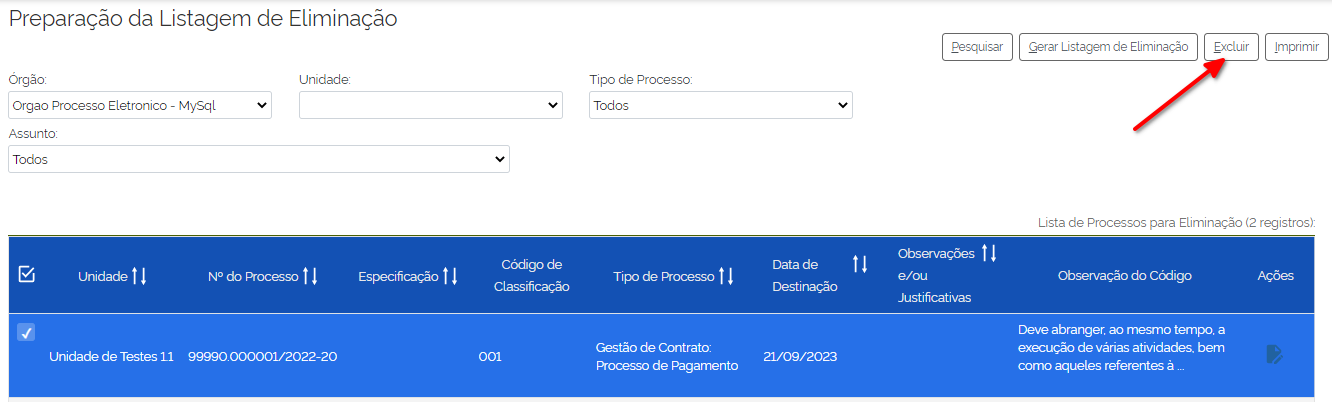 Preparação da Listagem de Eliminação
Pesquisar Gerar Listagem de Eliminação Excluir Imprimir
Órgão: Unidade: Tipo de Processo:
Orgao Processo Eletronico - MySql Todos
Assunto:
Todos
Lista de Processos para Eliminação (2 registros):
Unidade Nº do Processo Especificação Código de Classificação Tipo de Processo Data de Destinação Observações e/ou Justificativas Observação do Código Ações
Unidade de Testes 1.1 99990.000001/2022-20 001 Gestão de Contrato: Processo de Pagamento 21/09/2023 Deve abranger, ao mesmo tempo, a
execução de várias atividades, bem
como aqueles referentes à ...